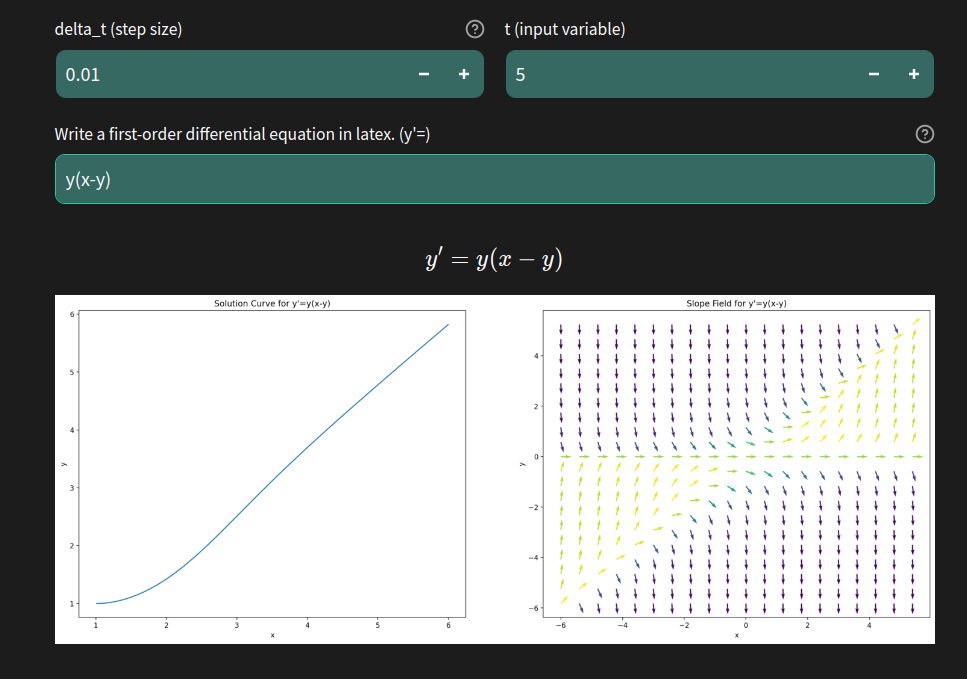 delta_t (step size)
t (input variable)
0.01
5
Write a first-order differential equation in latex. (y'=)
y(x-y)
y′ = y(x − y)
Solution Curve for y'=y(x-y)
6
5
4
3
2
1
y
1 2 3 4 5 6
x
Slope Field for y'=y(x-y)
4
2
0
−2
−4
−6
y
−6 −4 −2 0 2 4
x